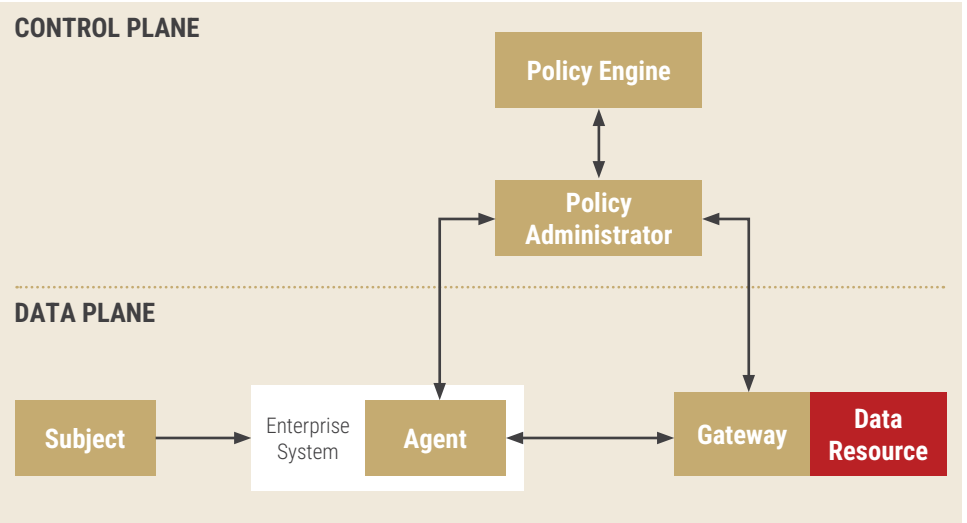 CONTROL PLANE
Policy Engine
Policy
Administrator
DATA PLANE
Subject
Enterprise
System
Agent
Gateway
Data
Resource